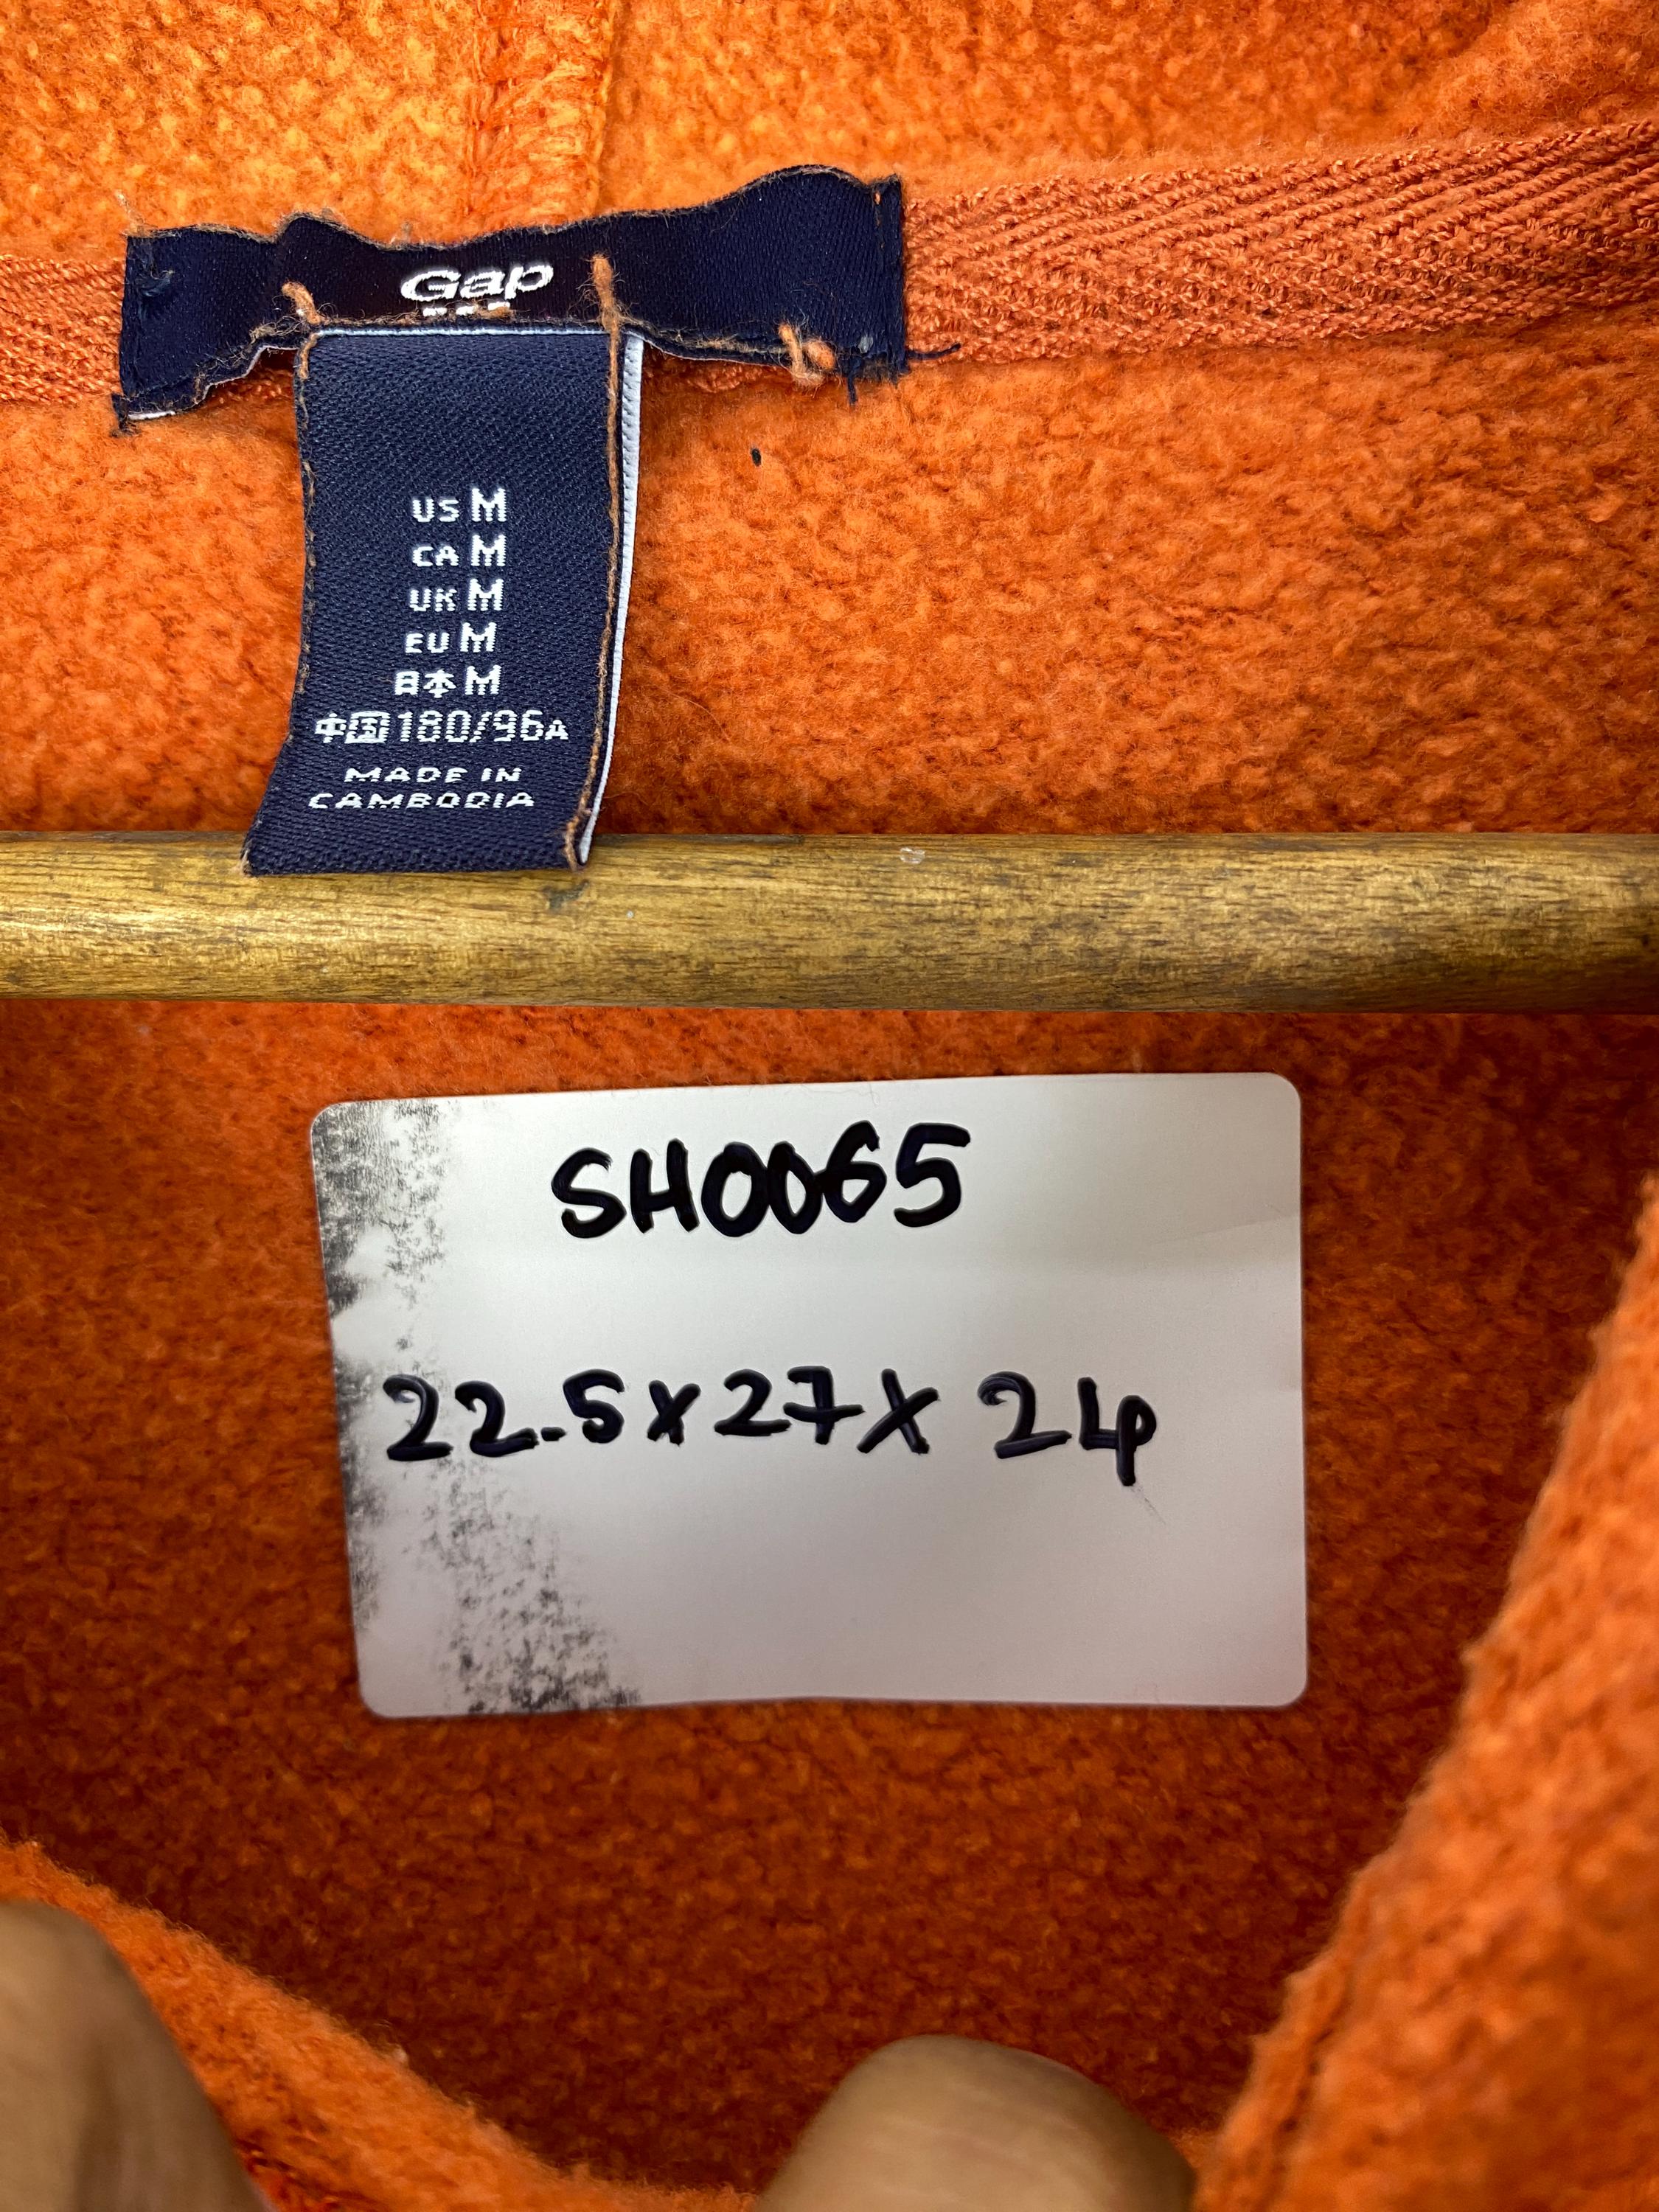 Gap
US M
CA M
UK M
EU M
日本 M
中国 180/96A
MADE IN
CAMBODIA
SH0065
22.5x27x24